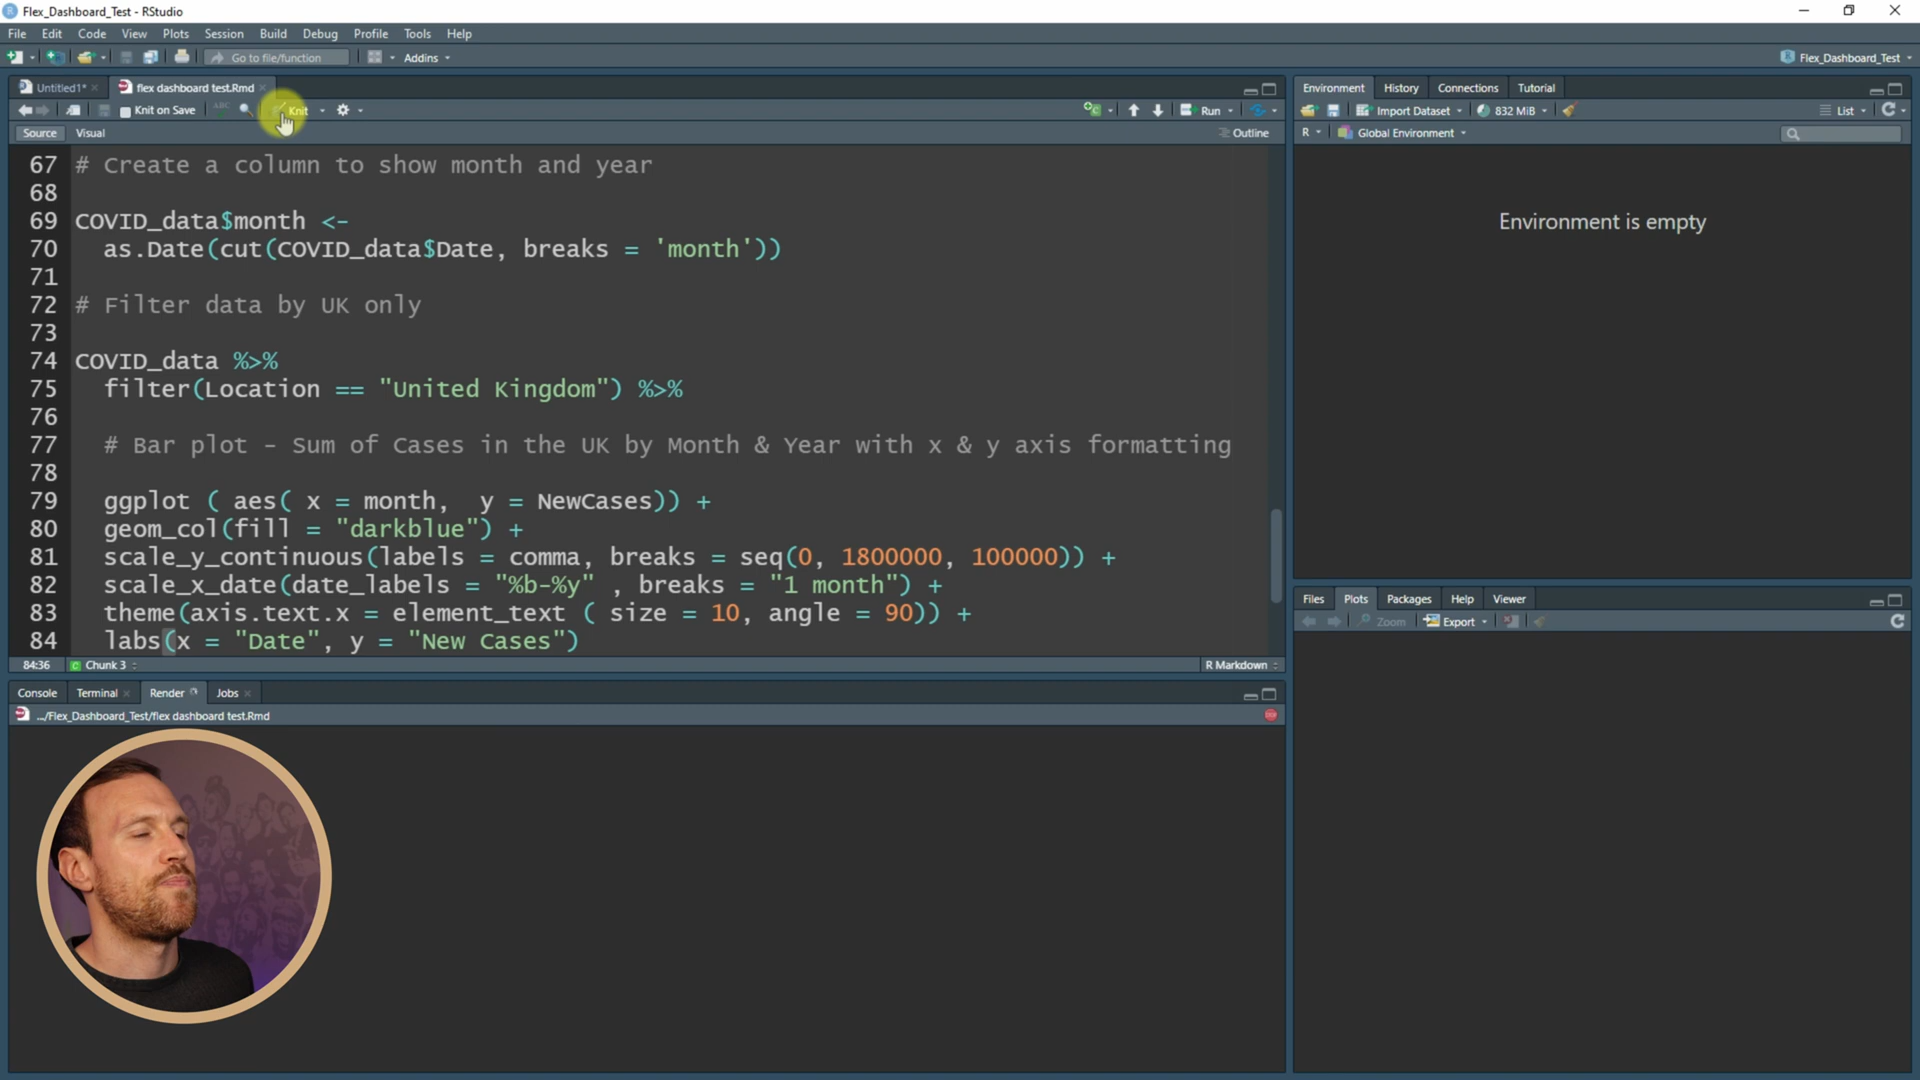 Flex_Dashboard_Test - RStudio
File Edit Code View Plots Session Build Debug Profile Tools Help
Go to file/function Addins Flex_Dashboard_Test
Untitled1* flex dashboard test.Rmd
Knit on Save ABC Knit Run
Source Visual Outline
67 # Create a column to show month and year
68
69 COVID_data$month <-
70 as.Date(cut(COVID_data$Date, breaks = 'month'))
71
72 # Filter data by UK only
73
74 COVID_data %>%
75 filter(Location == "United Kingdom") %>%
76
77 # Bar plot - Sum of Cases in the UK by Month & Year with x & y axis formatting
78
79 ggplot ( aes( x = month, y = NewCases)) +
80 geom_col(fill = "darkblue") +
81 scale_y_continuous(labels = comma, breaks = seq(0, 1800000, 100000)) +
82 scale_x_date(date_labels = "%b-%y" , breaks = "1 month") +
83 theme(axis.text.x = element_text ( size = 10, angle = 90)) +
84 labs(x = "Date", y = "New Cases")
84:36 Chunk 3 R Markdown
Console Terminal Render Jobs
.../Flex_Dashboard_Test/flex dashboard test.Rmd
Environment History Connections Tutorial
Import Dataset 832 MiB List
R Global Environment
Environment is empty
Files Plots Packages Help Viewer
Zoom Export